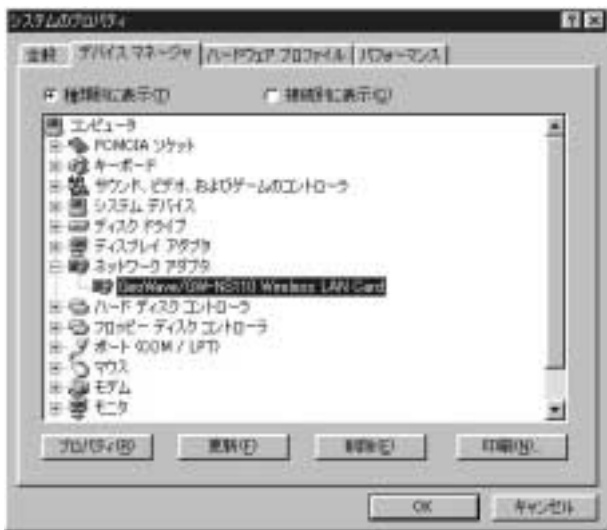 システムのプロパティ
全般 デバイス マネージャ ハードウェア プロファイル パフォーマンス
種類別に表示(T) 接続別に表示(C)
コンピュータ
PCMCIA ソケット
キーボード
サウンド、ビデオ、およびゲームのコントローラ
システム デバイス
ディスク ドライブ
ディスプレイ アダプタ
ネットワーク アダプタ
GeoWave/GW-NS110 Wireless LAN Card
ハード ディスク コントローラ
フロッピー ディスク コントローラ
ポート (COM / LPT)
マウス
モデム
モニタ
プロパティ(R) 更新(F) 削除(E) 印刷(N)...
OK キャンセル